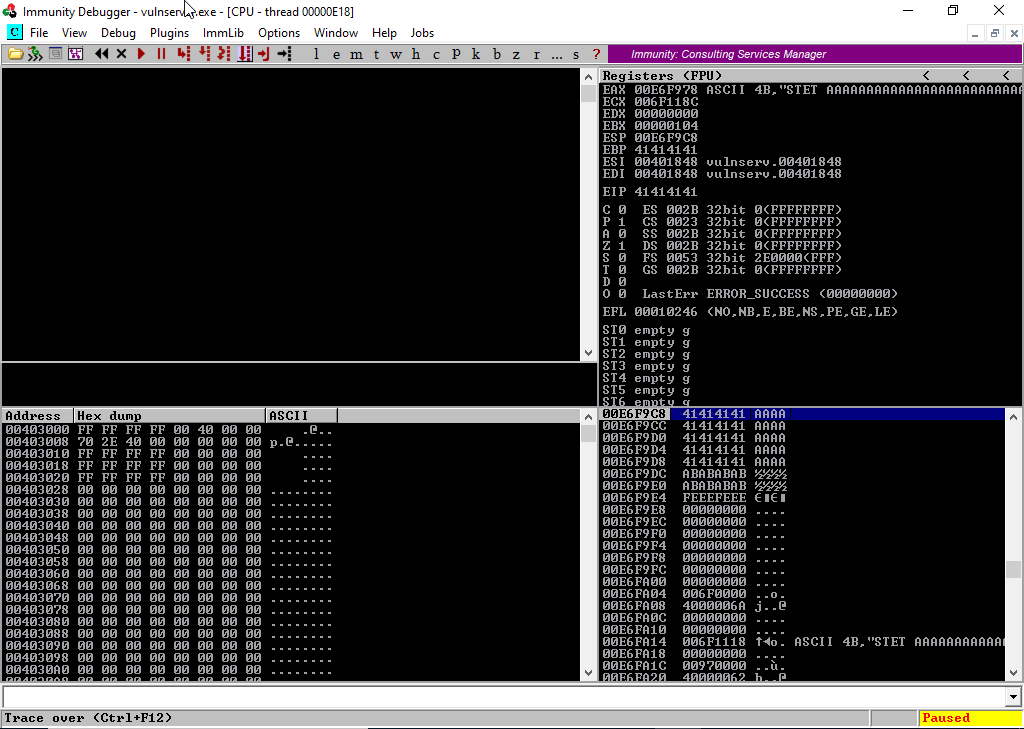 Immunity Debugger - vulnserv.exe - [CPU - thread 00000E18]
C File View Debug Plugins ImmLib Options Window Help Jobs
l e m t w h c P k b z r ... s ? Immunity: Consulting Services Manager
Registers (FPU) < < <
EAX 00E6F978 ASCII 4B,"STET AAAAAAAAAAAAAAAAAAAAAAAAA
ECX 006F118C
EDX 00000000
EBX 00000104
ESP 00E6F9C8
EBP 41414141
ESI 00401848 vulnserv.00401848
EDI 00401848 vulnserv.00401848
EIP 41414141
C 0 ES 002B 32bit 0(FFFFFFFF)
P 1 CS 0023 32bit 0(FFFFFFFF)
A 0 SS 002B 32bit 0(FFFFFFFF)
Z 1 DS 002B 32bit 0(FFFFFFFF)
S 0 FS 0053 32bit 2E0000(FFF)
T 0 GS 002B 32bit 0(FFFFFFFF)
D 0
O 0 LastErr ERROR_SUCCESS (00000000)
EFL 00010246 (NO,NB,E,BE,NS,PE,GE,LE)
ST0 empty g
ST1 empty g
ST2 empty g
ST3 empty g
ST4 empty g
ST5 empty g
ST6 empty g
Address Hex dump ASCII
00403000 FF FF FF FF 00 40 00 00 .@..
00403008 70 2E 40 00 00 00 00 00 p.@.....
00403010 FF FF FF FF 00 00 00 00 ....
00403018 FF FF FF FF 00 00 00 00 ....
00403020 FF FF FF FF 00 00 00 00 ....
00403028 00 00 00 00 00 00 00 00 ........
00403030 00 00 00 00 00 00 00 00 ........
00403038 00 00 00 00 00 00 00 00 ........
00403040 00 00 00 00 00 00 00 00 ........
00403048 00 00 00 00 00 00 00 00 ........
00403050 00 00 00 00 00 00 00 00 ........
00403058 00 00 00 00 00 00 00 00 ........
00403060 00 00 00 00 00 00 00 00 ........
00403068 00 00 00 00 00 00 00 00 ........
00403070 00 00 00 00 00 00 00 00 ........
00403078 00 00 00 00 00 00 00 00 ........
00403080 00 00 00 00 00 00 00 00 ........
00403088 00 00 00 00 00 00 00 00 ........
00403090 00 00 00 00 00 00 00 00 ........
00403098 00 00 00 00 00 00 00 00 ........
004030A0 00 00 00 00 00 00 00 00 ........
00E6F9C8 41414141 AAAA
00E6F9CC 41414141 AAAA
00E6F9D0 41414141 AAAA
00E6F9D4 41414141 AAAA
00E6F9D8 41414141 AAAA
00E6F9DC ABABABAB ½½½½
00E6F9E0 ABABABAB ½½½½
00E6F9E4 FEEEFEEE
00E6F9E8 00000000 ....
00E6F9EC 00000000 ....
00E6F9F0 00000000 ....
00E6F9F4 00000000 ....
00E6F9F8 00000000 ....
00E6F9FC 00000000 ....
00E6FA00 00000000 ....
00E6FA04 006F0000 ..o.
00E6FA08 4000006A j..@
00E6FA0C 00000000 ....
00E6FA10 00000000 ....
00E6FA14 006F1118 ↑◄o. ASCII 4B,"STET AAAAAAAAAAAA
00E6FA18 00000000 ....
00E6FA1C 00970000 ..ù.
00E6FA20 40000062 b..@
Trace over (Ctrl+F12)
Paused